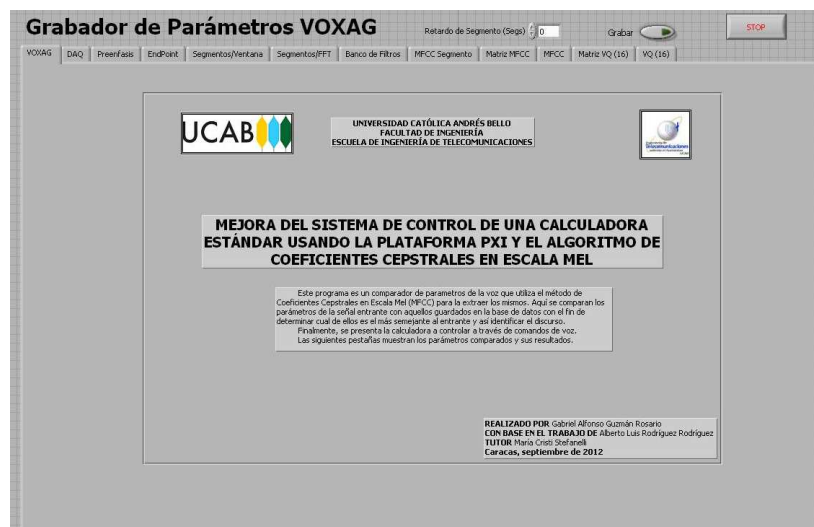 Grabador de Parámetros VOXAG
Retardo de Segmento (Segs) 0
Grabar
STOP
VOXAG
DAQ
Preenfasis
EndPoint
Segmentos/Ventana
Segmentos/FFT
Banco de Filtros
MFCC Segmento
Matriz MFCC
MFCC
Matriz VQ (16)
VQ (16)
UCAB
UNIVERSIDAD CATÓLICA ANDRÉS BELLO
FACULTAD DE INGENIERÍA
ESCUELA DE INGENIERÍA DE TELECOMUNICACIONES
MEJORA DEL SISTEMA DE CONTROL DE UNA CALCULADORA
ESTÁNDAR USANDO LA PLATAFORMA PXI Y EL ALGORITMO DE
COEFICIENTES CEPSTRALES EN ESCALA MEL
Este programa es un comparador de parametros de la voz que utiliza el método de
Coeficientes Cepstrales en Escala Mel (MFCC) para la extraer los mismos. Aquí se comparan los
parámetros de la señal entrante con aquellos guardados en la base de datos con el fin de
determinar cual de ellos es el más semejante al entrante y así identificar el discurso.
Finalmente, se presenta la calculadora a controlar a través de comandos de voz.
Las siguientes pestañas muestran los parámetros comparados y sus resultados.
REALIZADO POR Gabriel Alfonso Guzmán Rosario
CON BASE EN EL TRABAJO DE Alberto Luis Rodríguez Rodríguez
TUTOR María Cristi Stefanelli
Caracas, septiembre de 2012